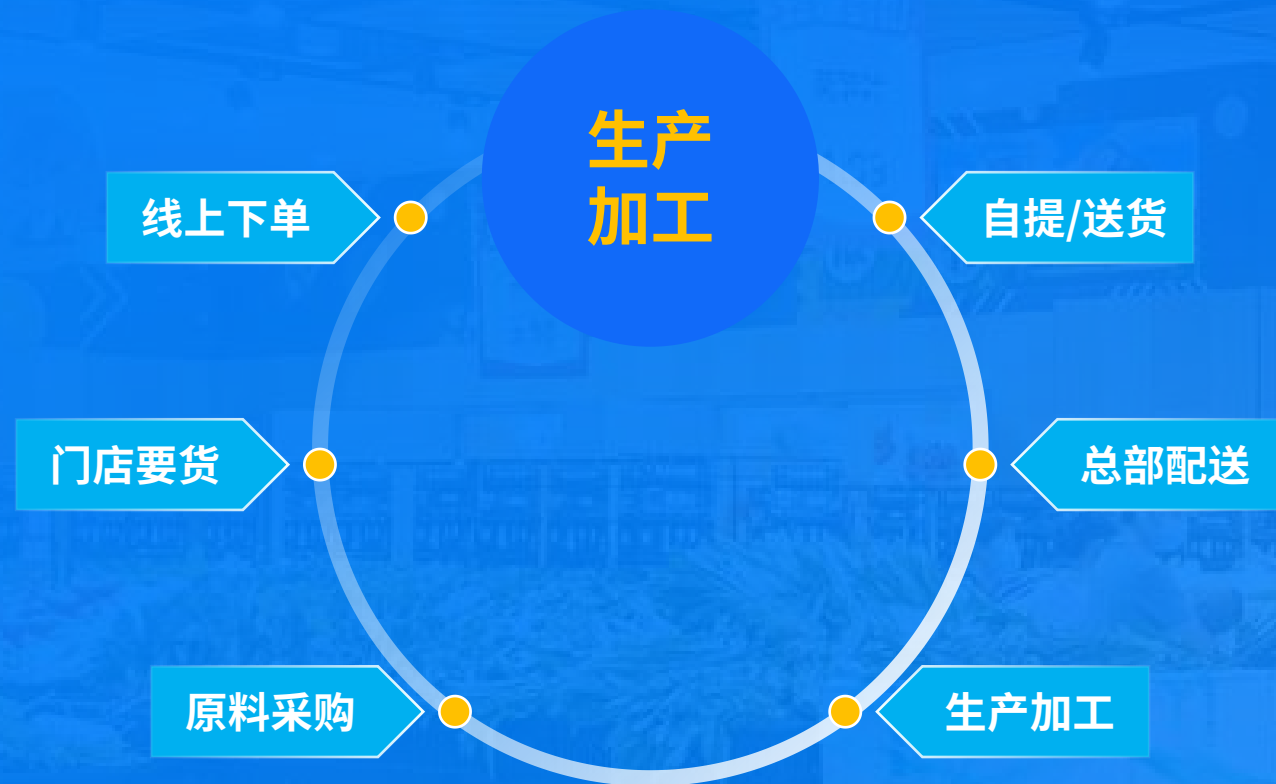 生产
加工
线上下单
自提/送货
门店要货
总部配送
原料采购
生产加工